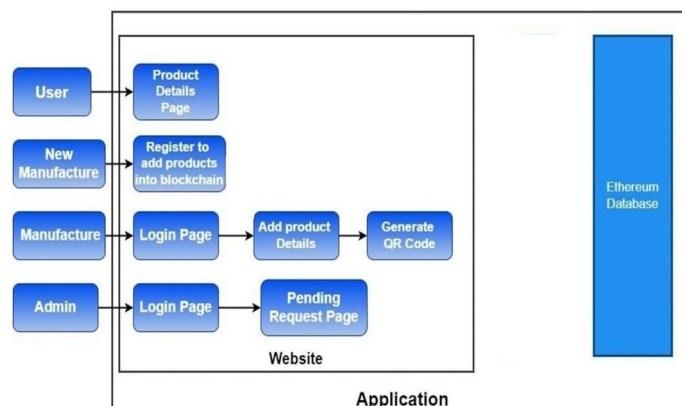 User
Product
Details
Page
New
Manufacture
Register to
add products
into blockchain
Manufacture
Login Page
Add product
Details
Generate
QR Code
Admin
Login Page
Pending
Request Page
Website
Ethereum
Database
Application